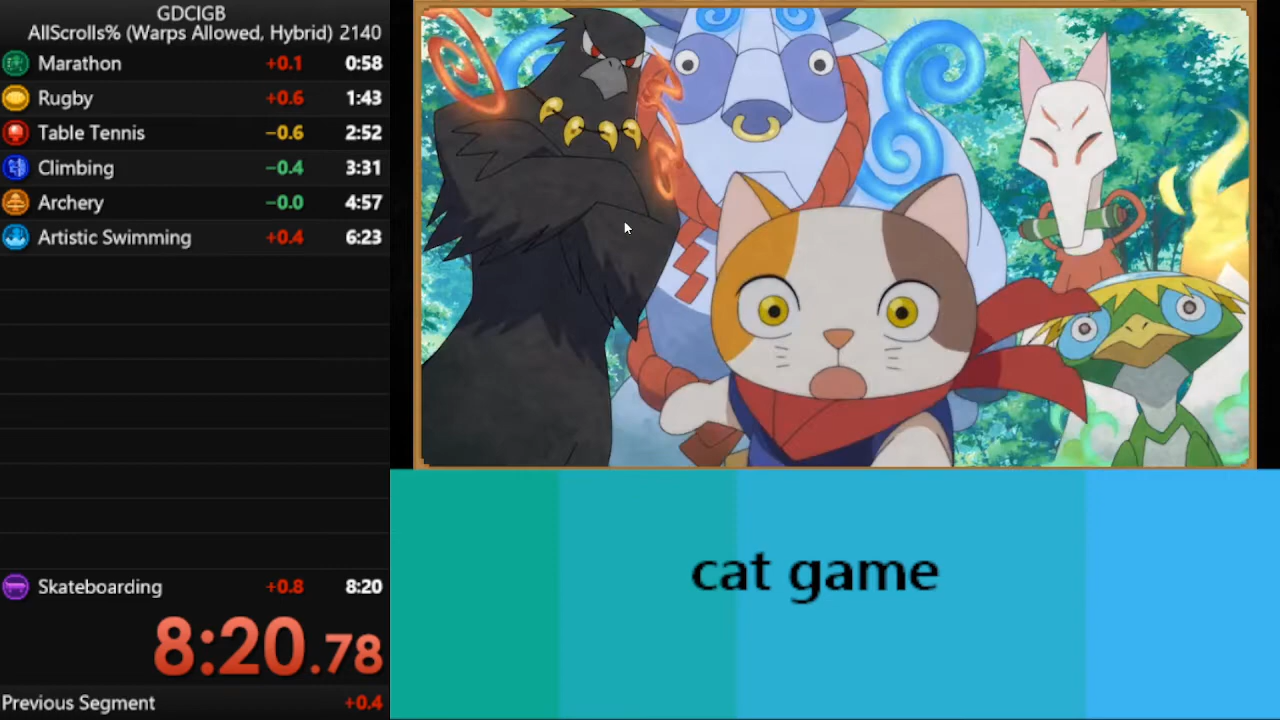 GDCIGB
AllScrolls% (Warps Allowed, Hybrid) 2140
Marathon +0.1 0:58
Rugby +0.6 1:43
Table Tennis −0.6 2:52
Climbing −0.4 3:31
Archery −0.0 4:57
Artistic Swimming +0.4 6:23
Skateboarding +0.8 8:20
8:20.78
Previous Segment +0.4
cat game